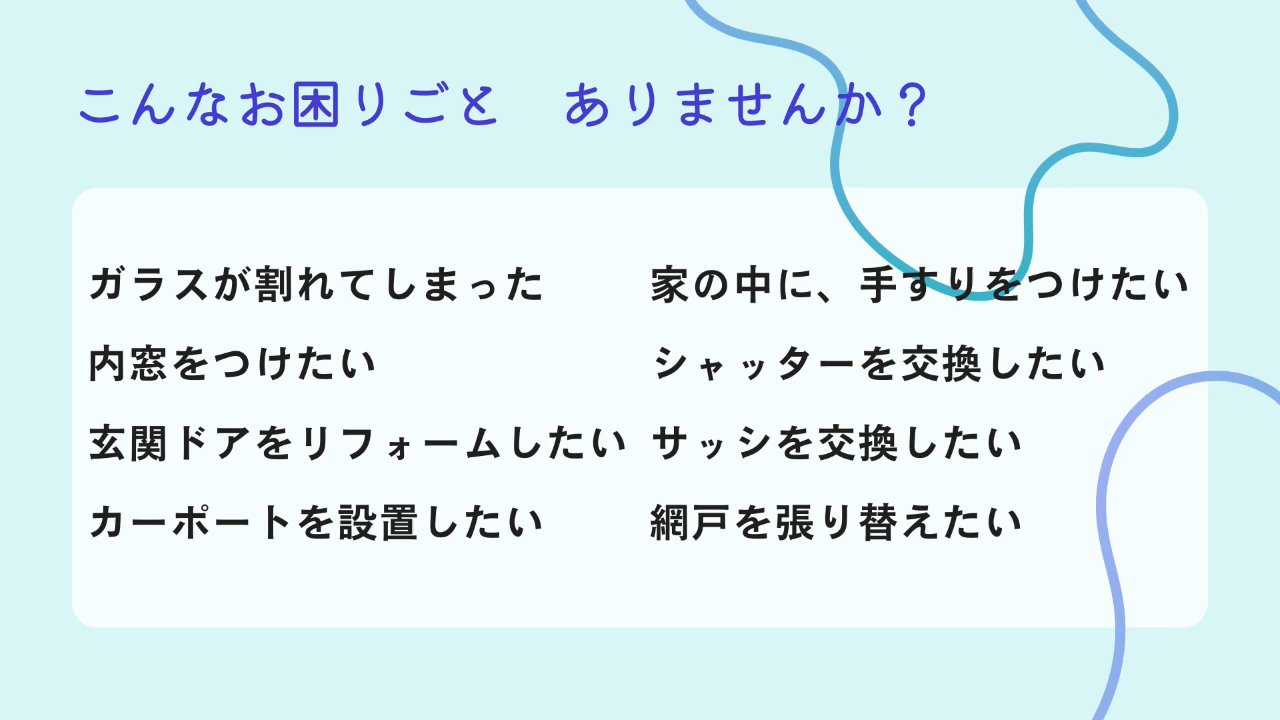 こんなお困りごと　ありませんか？
ガラスが割れてしまった
内窓をつけたい
玄関ドアをリフォームしたい
カーポートを設置したい
家の中に、手すりをつけたい
シャッターを交換したい
サッシを交換したい
網戸を張り替えたい